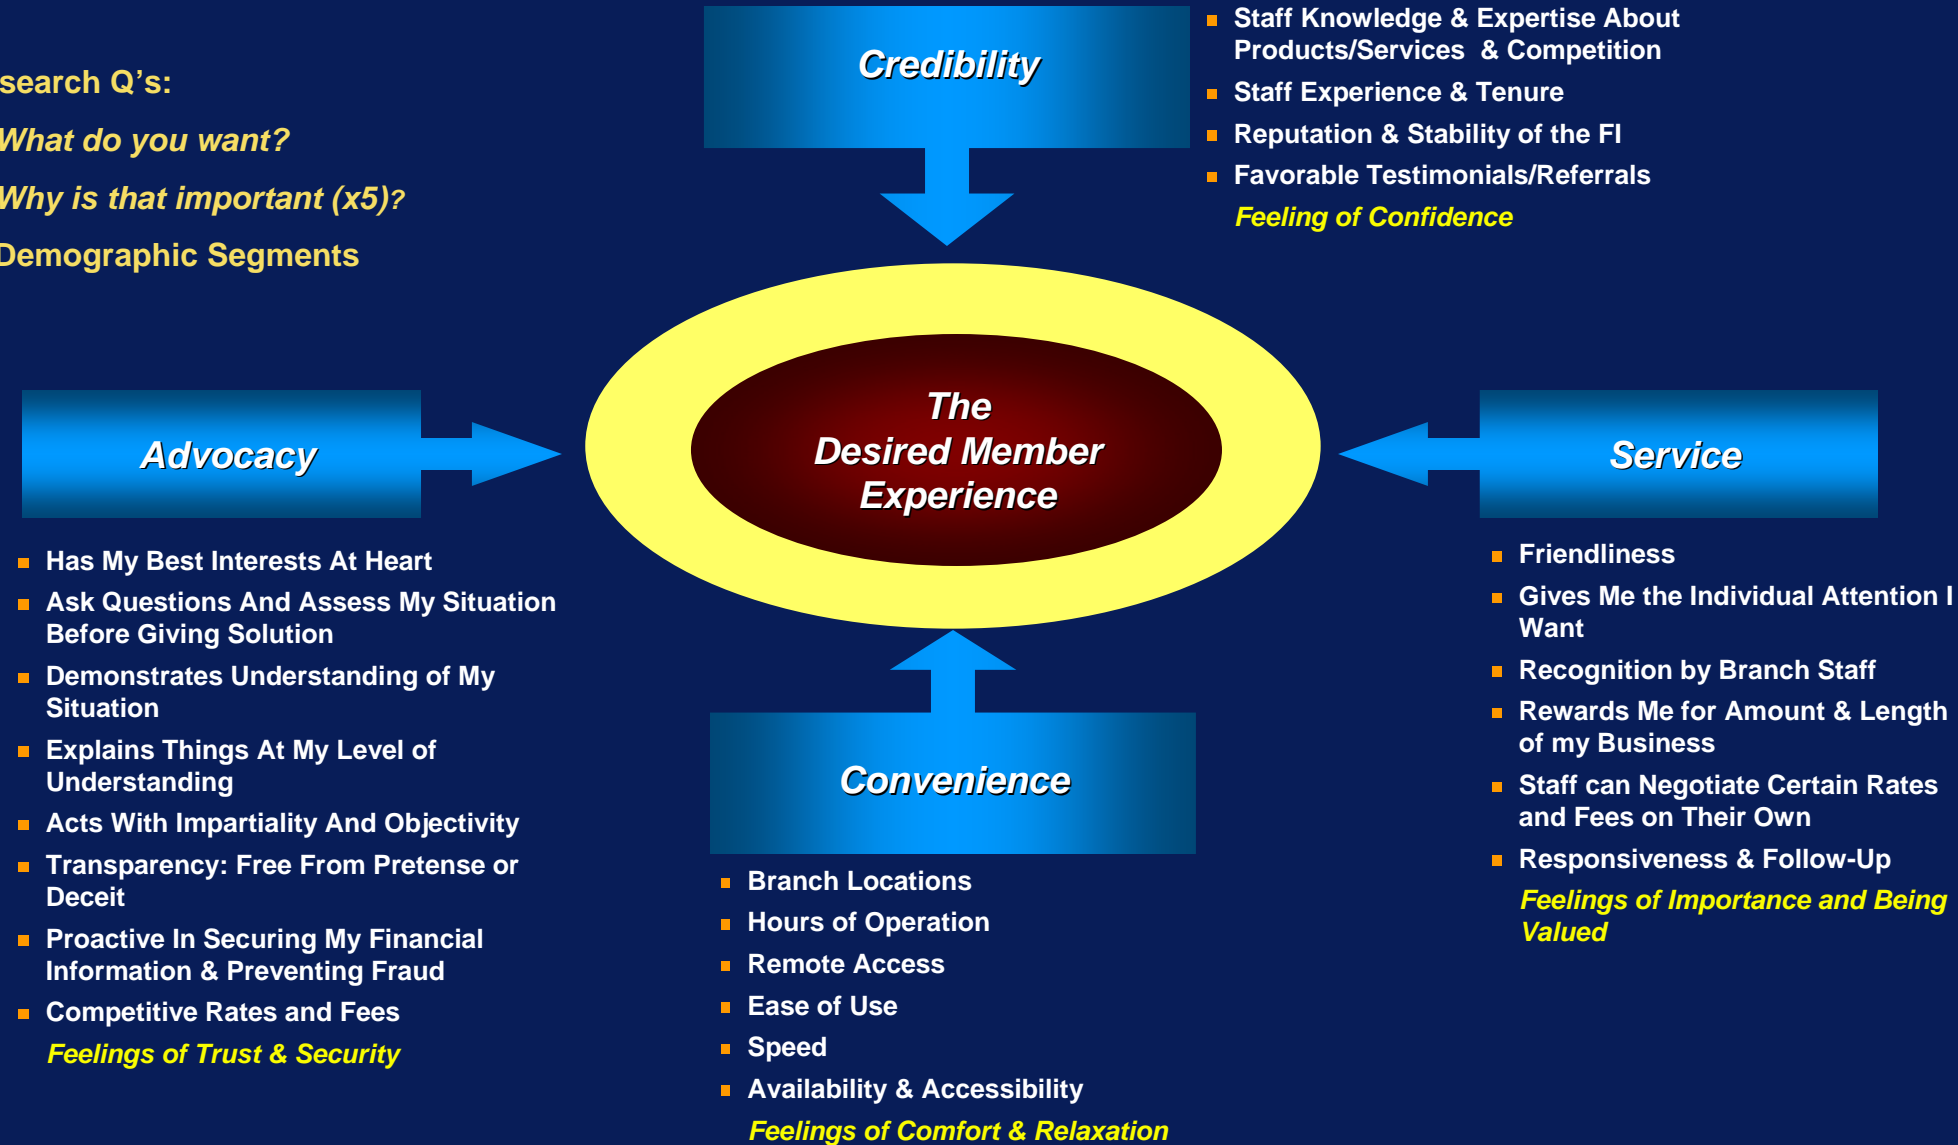 search Q's:
What do you want?
Why is that important (x5)?
Demographic Segments
Credibility
Staff Knowledge & Expertise About
Products/Services & Competition
Staff Experience & Tenure
Reputation & Stability of the FI
Favorable Testimonials/Referrals
Feeling of Confidence
The
Desired Member
Experience
Advocacy
Has My Best Interests At Heart
Ask Questions And Assess My Situation
Before Giving Solution
Demonstrates Understanding of My
Situation
Explains Things At My Level of
Understanding
Acts With Impartiality And Objectivity
Transparency: Free From Pretense or
Deceit
Proactive In Securing My Financial
Information & Preventing Fraud
Competitive Rates and Fees
Feelings of Trust & Security
Convenience
Branch Locations
Hours of Operation
Remote Access
Ease of Use
Speed
Availability & Accessibility
Feelings of Comfort & Relaxation
Service
Friendliness
Gives Me the Individual Attention I
Want
Recognition by Branch Staff
Rewards Me for Amount & Length
of my Business
Staff can Negotiate Certain Rates
and Fees on Their Own
Responsiveness & Follow-Up
Feelings of Importance and Being
Valued